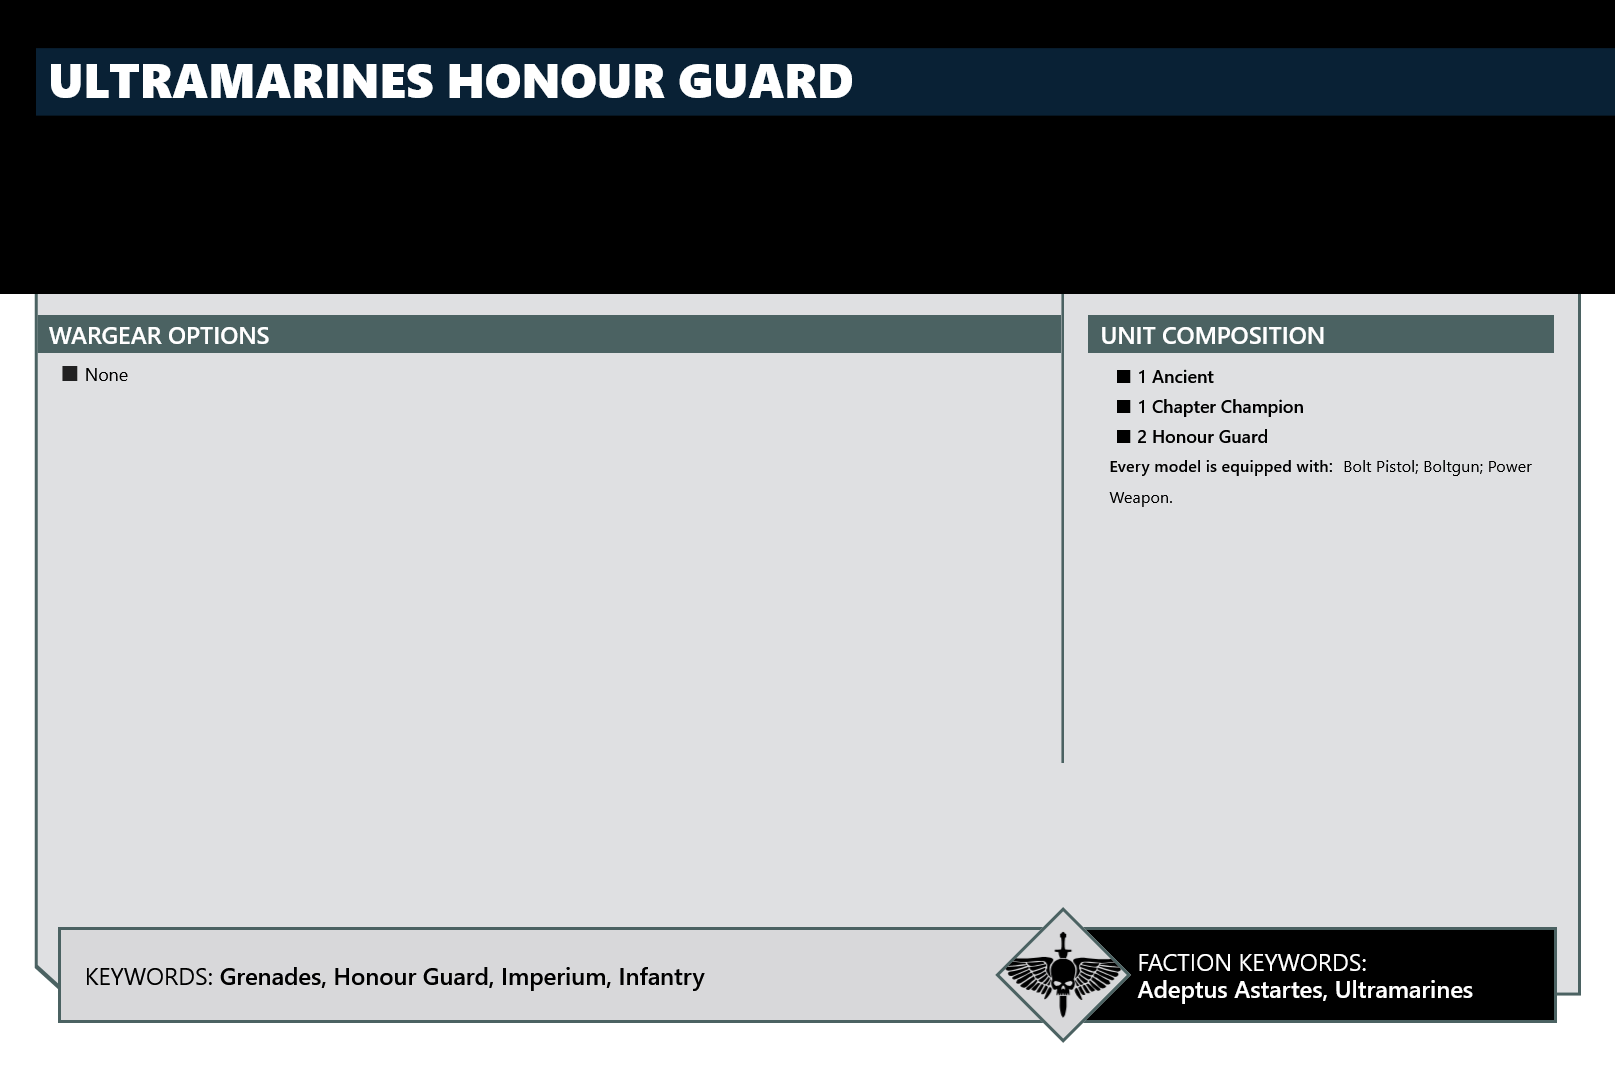 ULTRAMARINES HONOUR GUARD
WARGEAR OPTIONS
None
UNIT COMPOSITION
1 Ancient
1 Chapter Champion
2 Honour Guard
Every model is equipped with: Bolt Pistol; Boltgun; Power
Weapon.
KEYWORDS: Grenades, Honour Guard, Imperium, Infantry
FACTION KEYWORDS:
Adeptus Astartes, Ultramarines